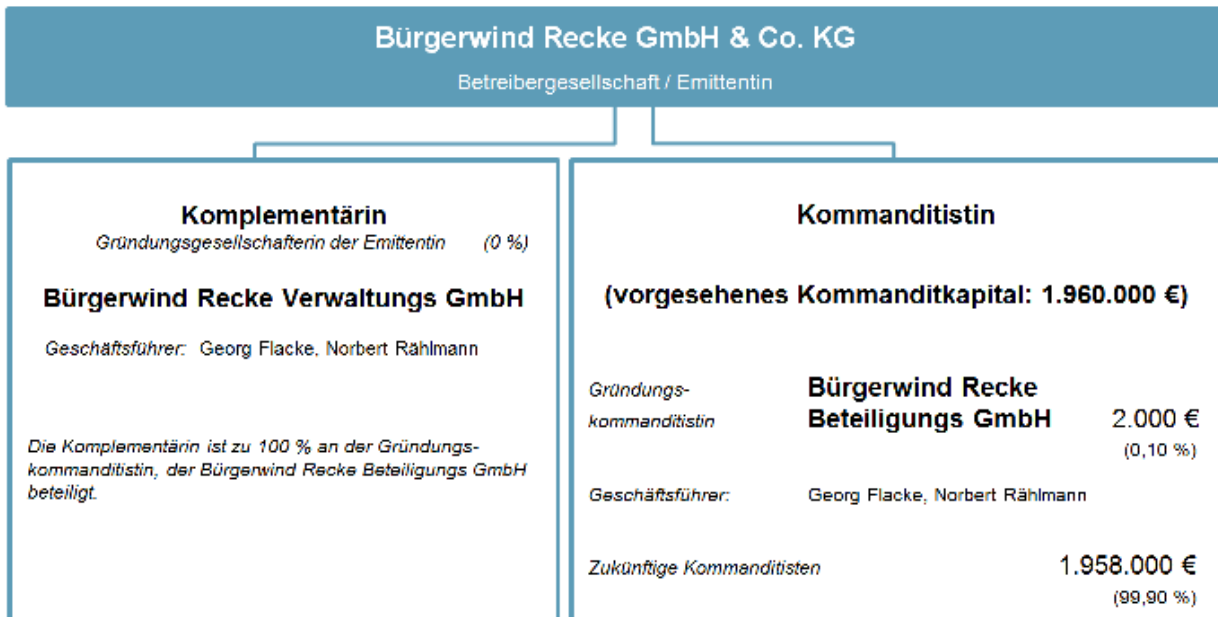 Bürgerwind Recke GmbH & Co. KG
Betreibergesellschaft / Emittentin
Komplementärin
Gründungsgesellschafterin der Emittentin (0 %)
Bürgerwind Recke Verwaltungs GmbH
Geschäftsführer: Georg Flacke, Norbert Rählmann
Die Komplementärin ist zu 100 % an der Gründungs-
kommanditistin, der Bürgerwind Recke Beteiligungs GmbH
beteiligt.
Kommanditistin
(vorgesehenes Kommanditkapital: 1.960.000 €)
Gründungs- Bürgerwind Recke
kommanditistin Beteiligungs GmbH 2.000 €
(0,10 %)
Geschäftsführer: Georg Flacke, Norbert Rählmann
Zukünftige Kommanditisten 1.958.000 €
(99,90 %)